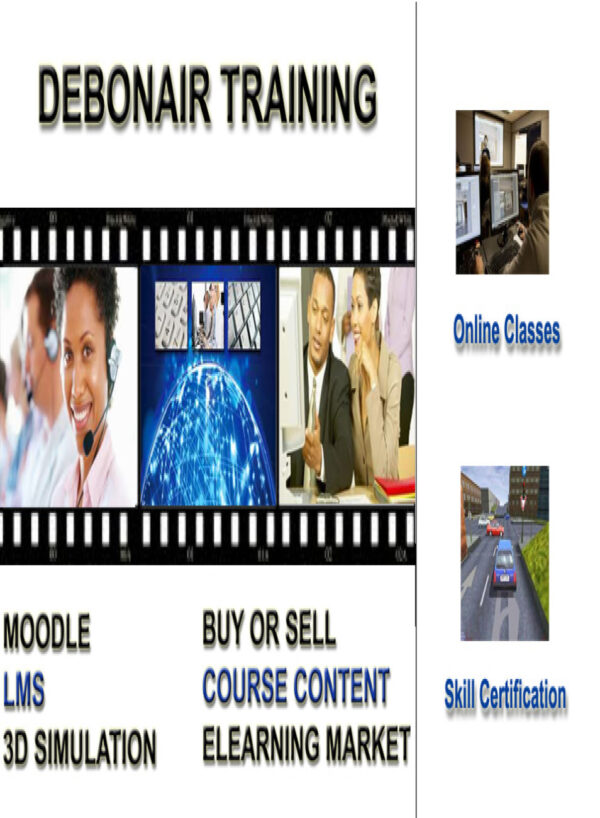 DEBONAIR TRAINING
MOODLE
LMS
3D SIMULATION
BUY OR SELL
COURSE CONTENT
ELEARNING MARKET
Online Classes
Skill Certification